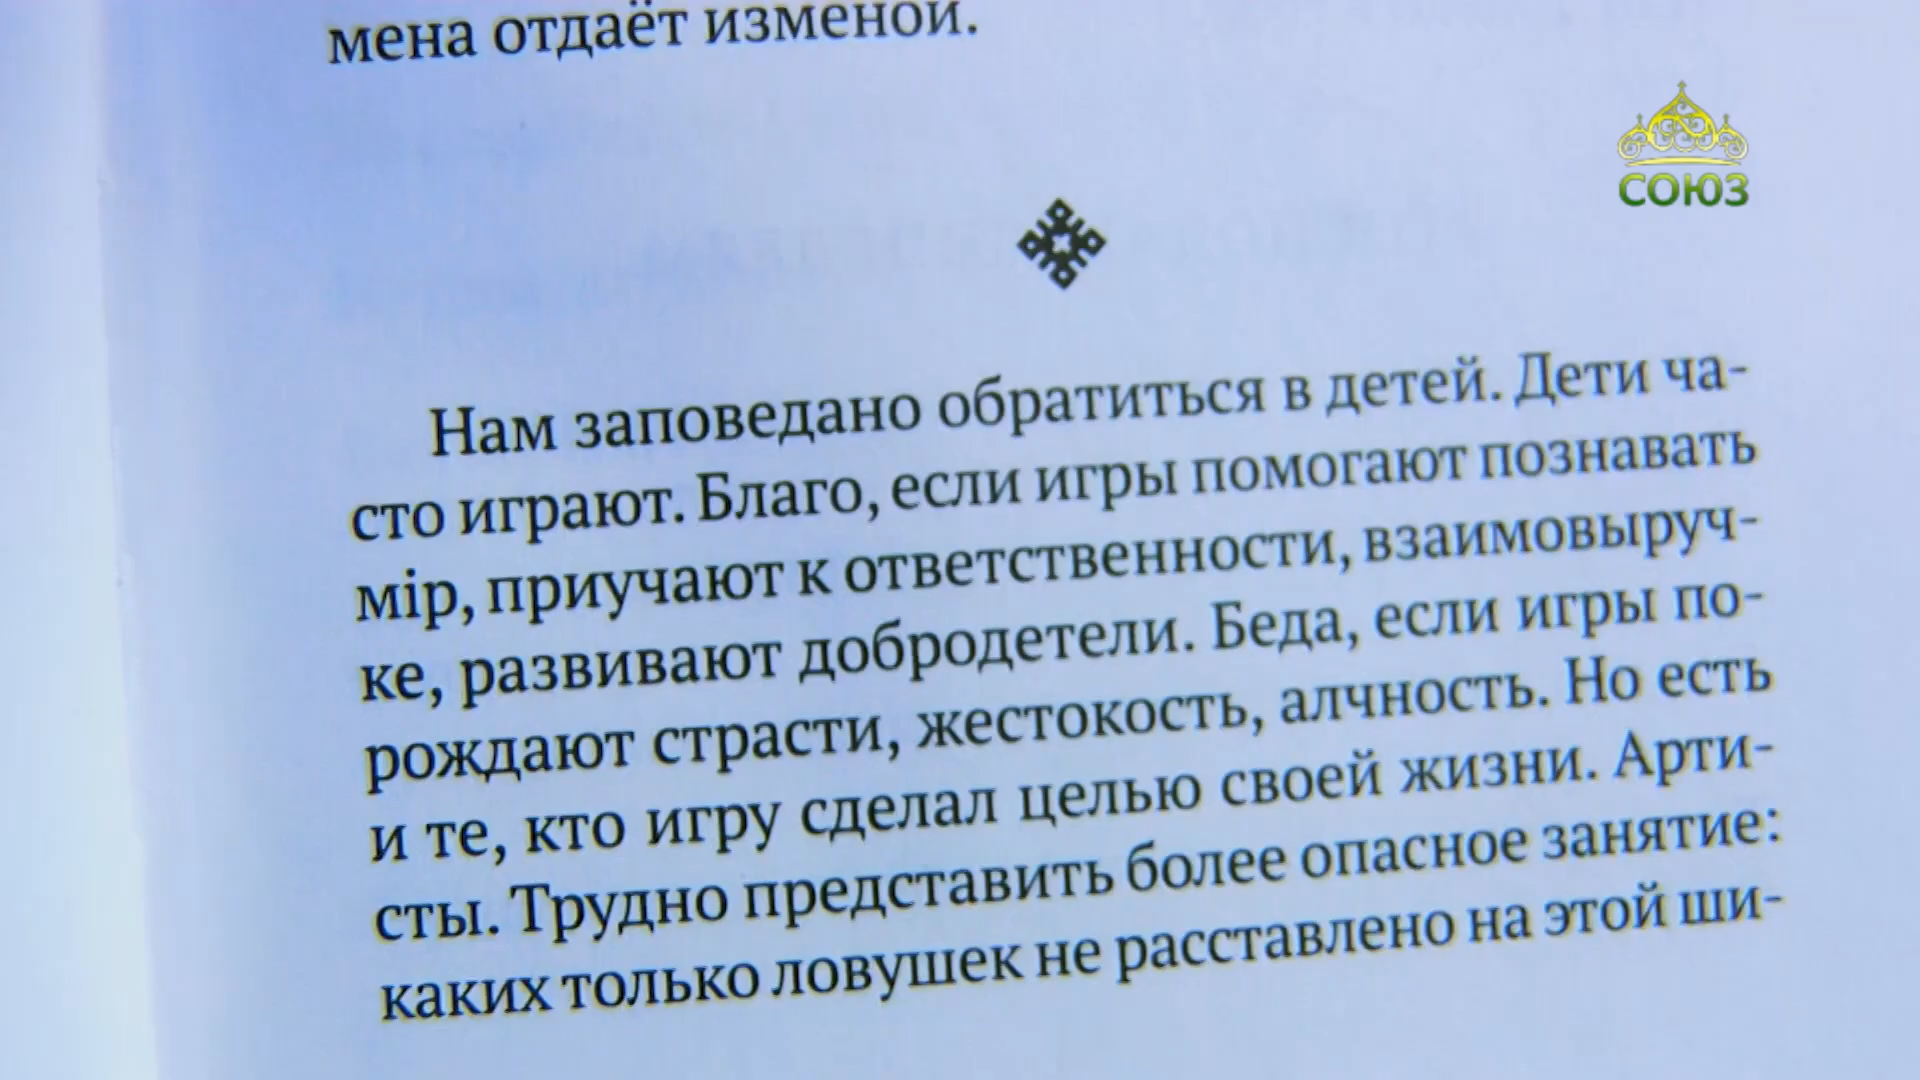 мена отдаёт изменой.
СОЮЗ
Нам заповедано обратиться в детей. Дети ча-
сто играют. Благо, если игры помогают познавать
мір, приучают к ответственности, взаимовыруч-
ке, развивают добродетели. Беда, если игры по-
рождают страсти, жестокость, алчность. Но есть
и те, кто игру сделал целью своей жизни. Арти-
сты. Трудно представить более опасное занятие:
каких только ловушек не расставлено на этой ши-